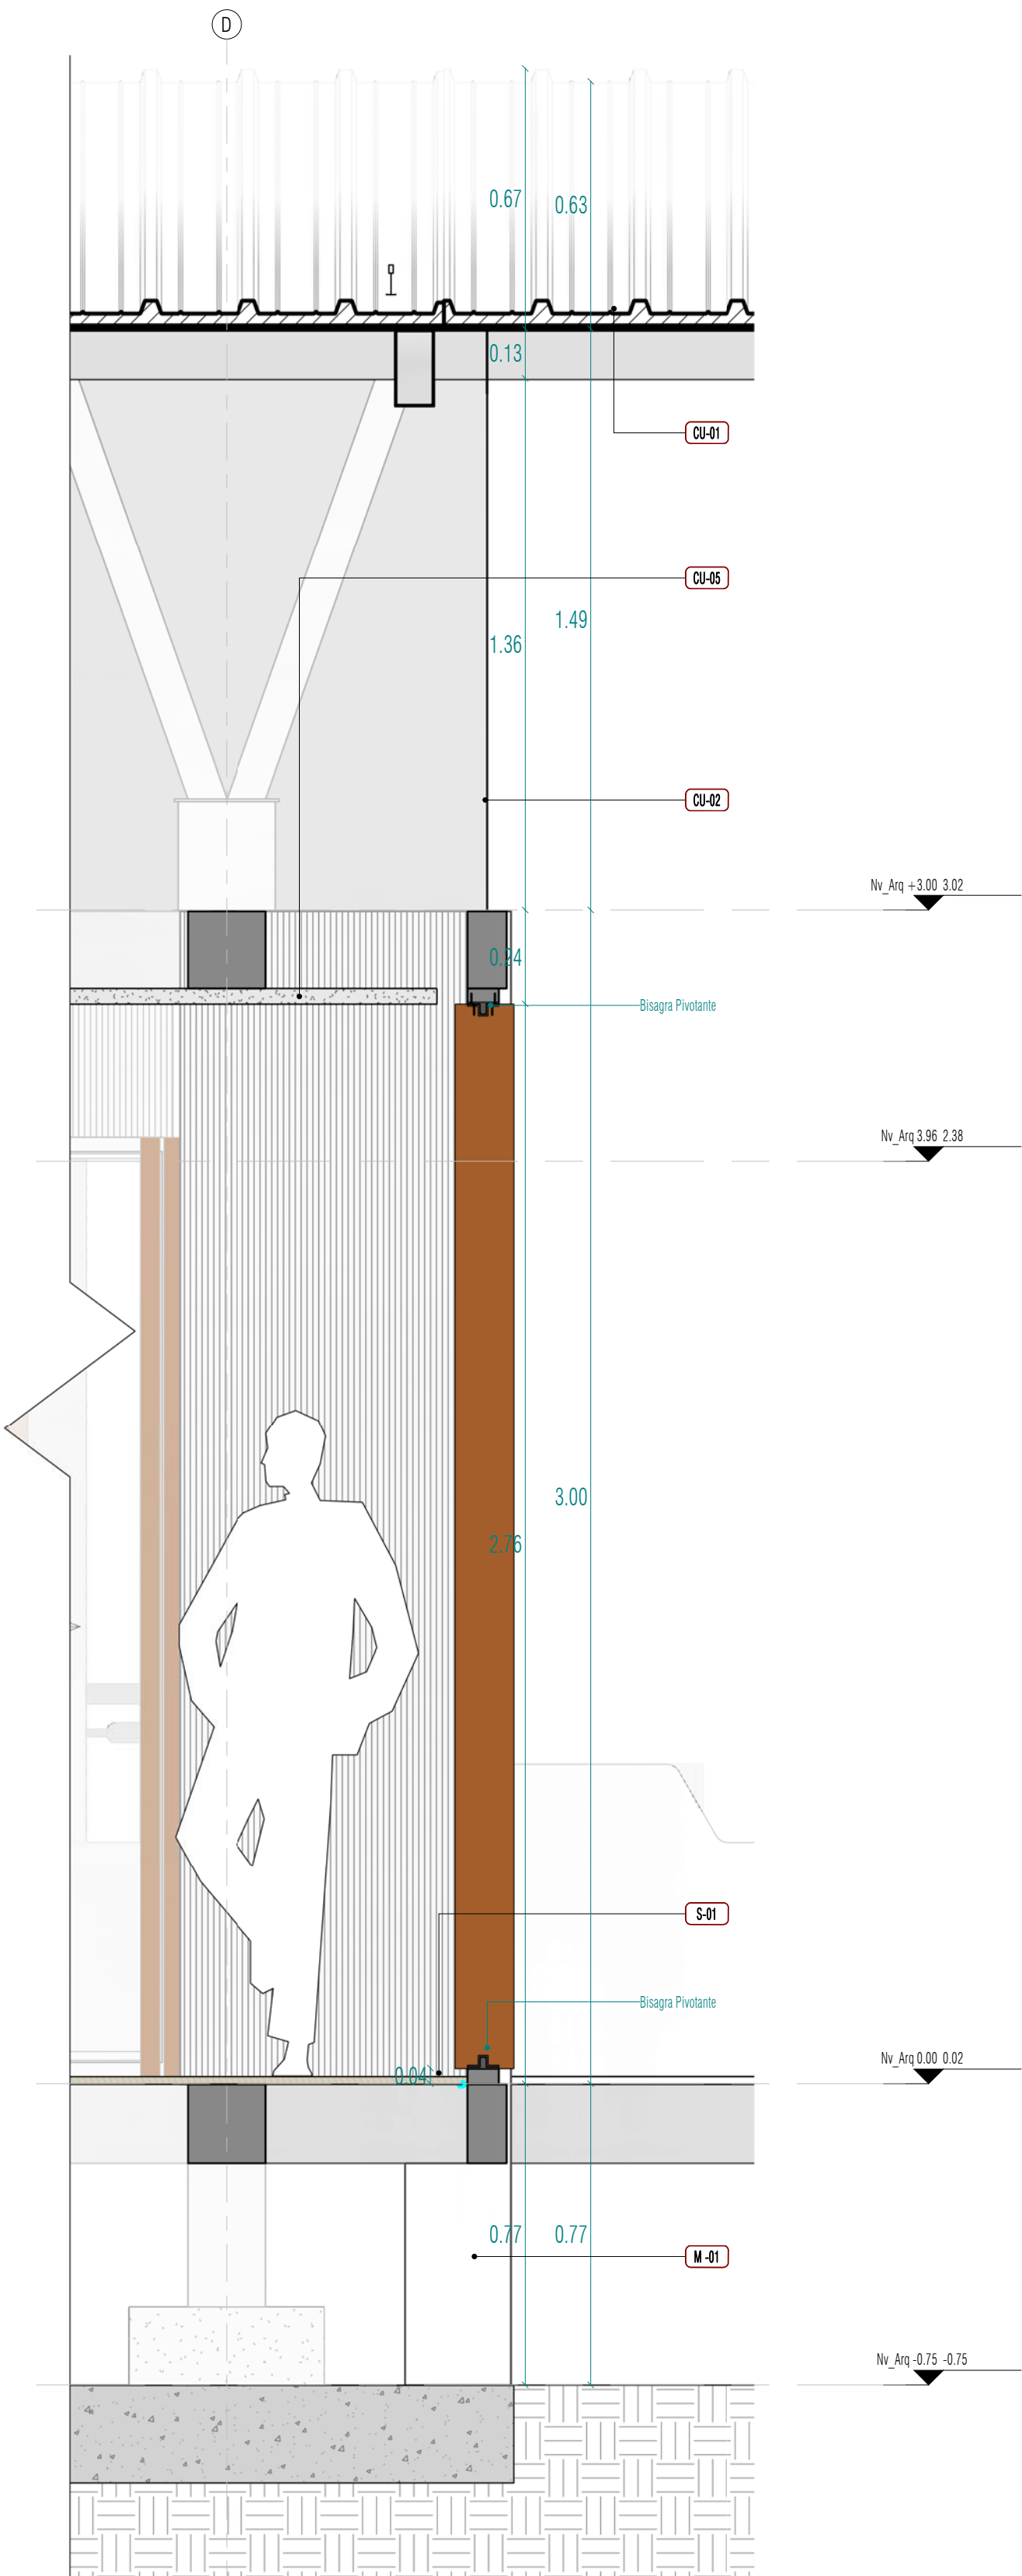 D
0.67
0.63
0.13
CU-01
CU-05
1.49
1.36
CU-02
Nv_Arq +3.00 3.02
0.24
Bisagra Pivotante
Nv_Arq 3.96 2.38
3.00
2.76
S-01
Bisagra Pivotante
Nv_Arq 0.00 0.02
0.04
0.77
0.77
M -01
Nv_Arq -0.75 -0.75